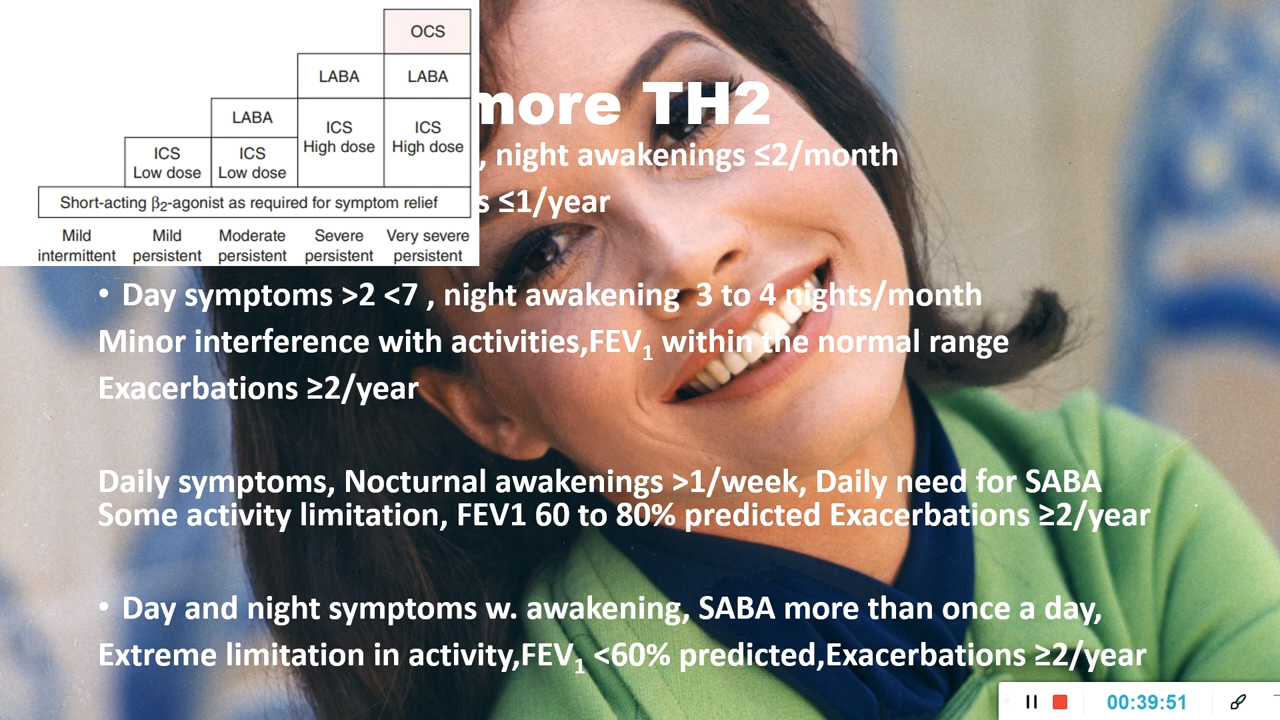 OCS
LABA
LABA
LABA
ICS
High dose
ICS
High dose
ICS
Low dose
ICS
Low dose
Short-acting β2-agonist as required for symptom relief
Mild
intermittent
Mild
persistent
Moderate
persistent
Severe
persistent
Very severe
persistent
more TH2
, night awakenings ≤2/month
s ≤1/year
• Day symptoms >2 <7 , night awakening 3 to 4 nights/month
Minor interference with activities,FEV1 within the normal range
Exacerbations ≥2/year
Daily symptoms, Nocturnal awakenings >1/week, Daily need for SABA
Some activity limitation, FEV1 60 to 80% predicted Exacerbations ≥2/year
• Day and night symptoms w. awakening, SABA more than once a day,
Extreme limitation in activity,FEV1 <60% predicted,Exacerbations ≥2/year
00:39:51